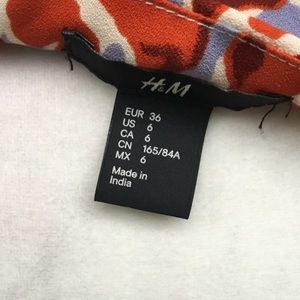 H&M
EUR 36
US 6
CA 6
CN 165/84A
MX 6
Made in
India